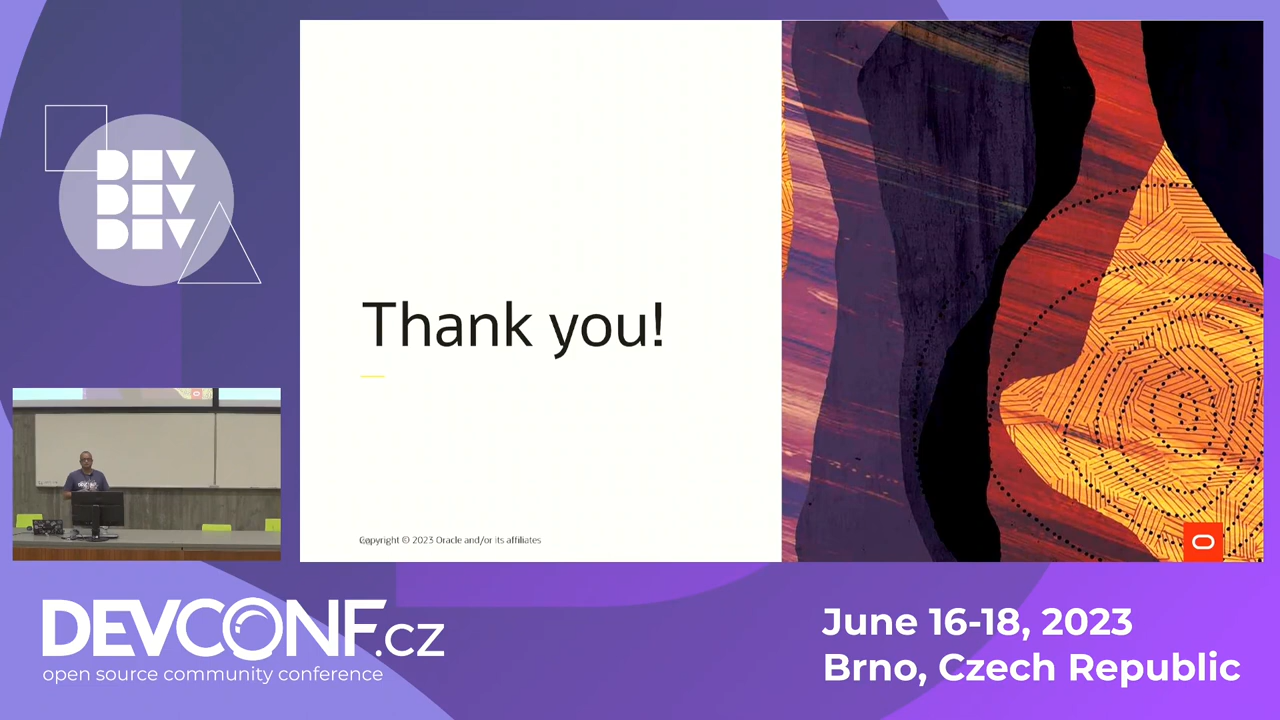 DEV
DEV
DEV
Thank you!
Copyright © 2023 Oracle and/or its affiliates
DEVCONF.cz
open source community conference
June 16-18, 2023
Brno, Czech Republic